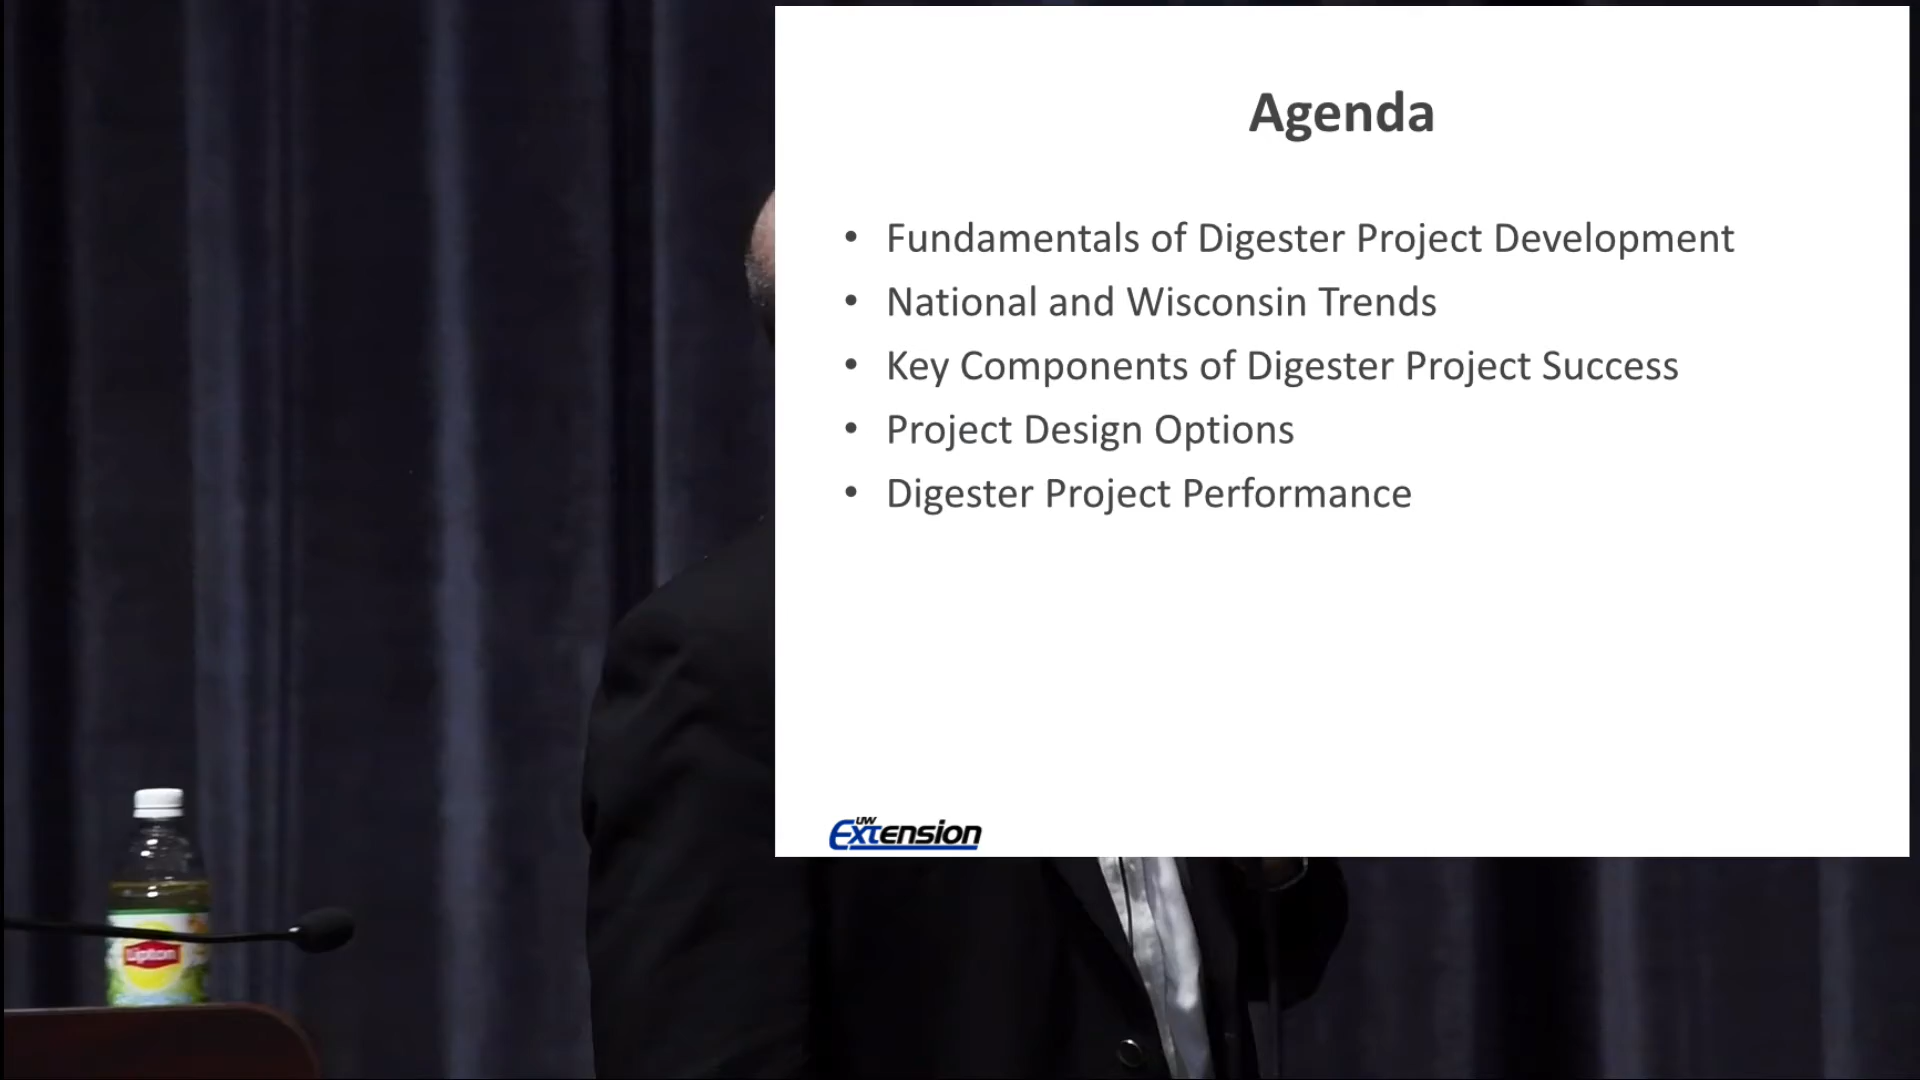 Agenda
• Fundamentals of Digester Project Development
• National and Wisconsin Trends
• Key Components of Digester Project Success
• Project Design Options
• Digester Project Performance
UW
Extension
Lipton